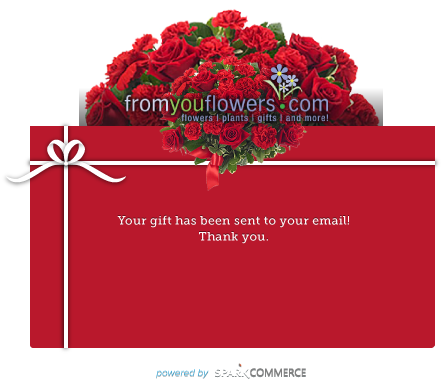 fromyouflowers.com
flowers | plants | gifts | and more!
Your gift has been sent to your email!
Thank you.
powered by SPARKCOMMERCE